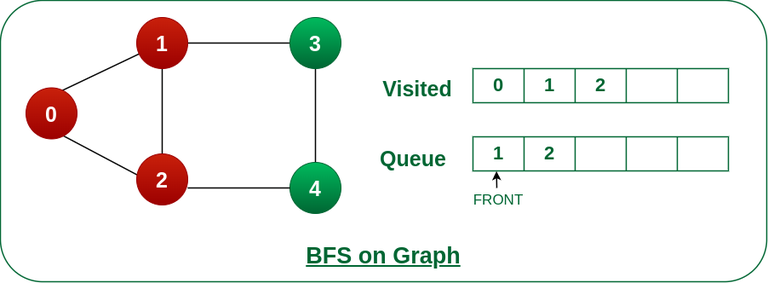 1
3
0
2
4
Visited 0 1 2
Queue 1 2
FRONT
BFS on Graph